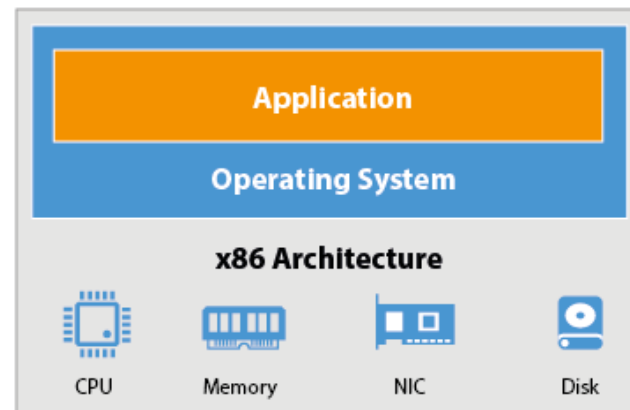 Application
Operating System
x86 Architecture
CPU Memory NIC Disk